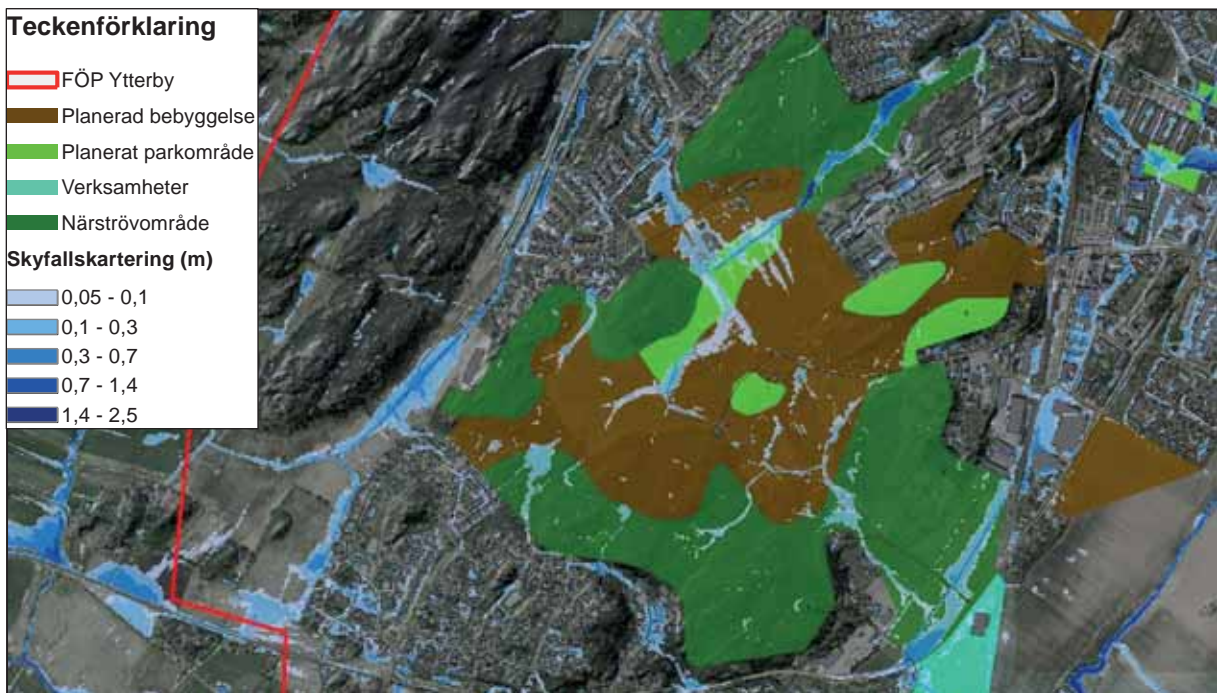 Teckenförklaring
FÖP Ytterby
Planerad bebyggelse
Planerat parkområde
Verksamheter
Närströvområde
Skyfallskartering (m)
0,05 - 0,1
0,1 - 0,3
0,3 - 0,7
0,7 - 1,4
1,4 - 2,5